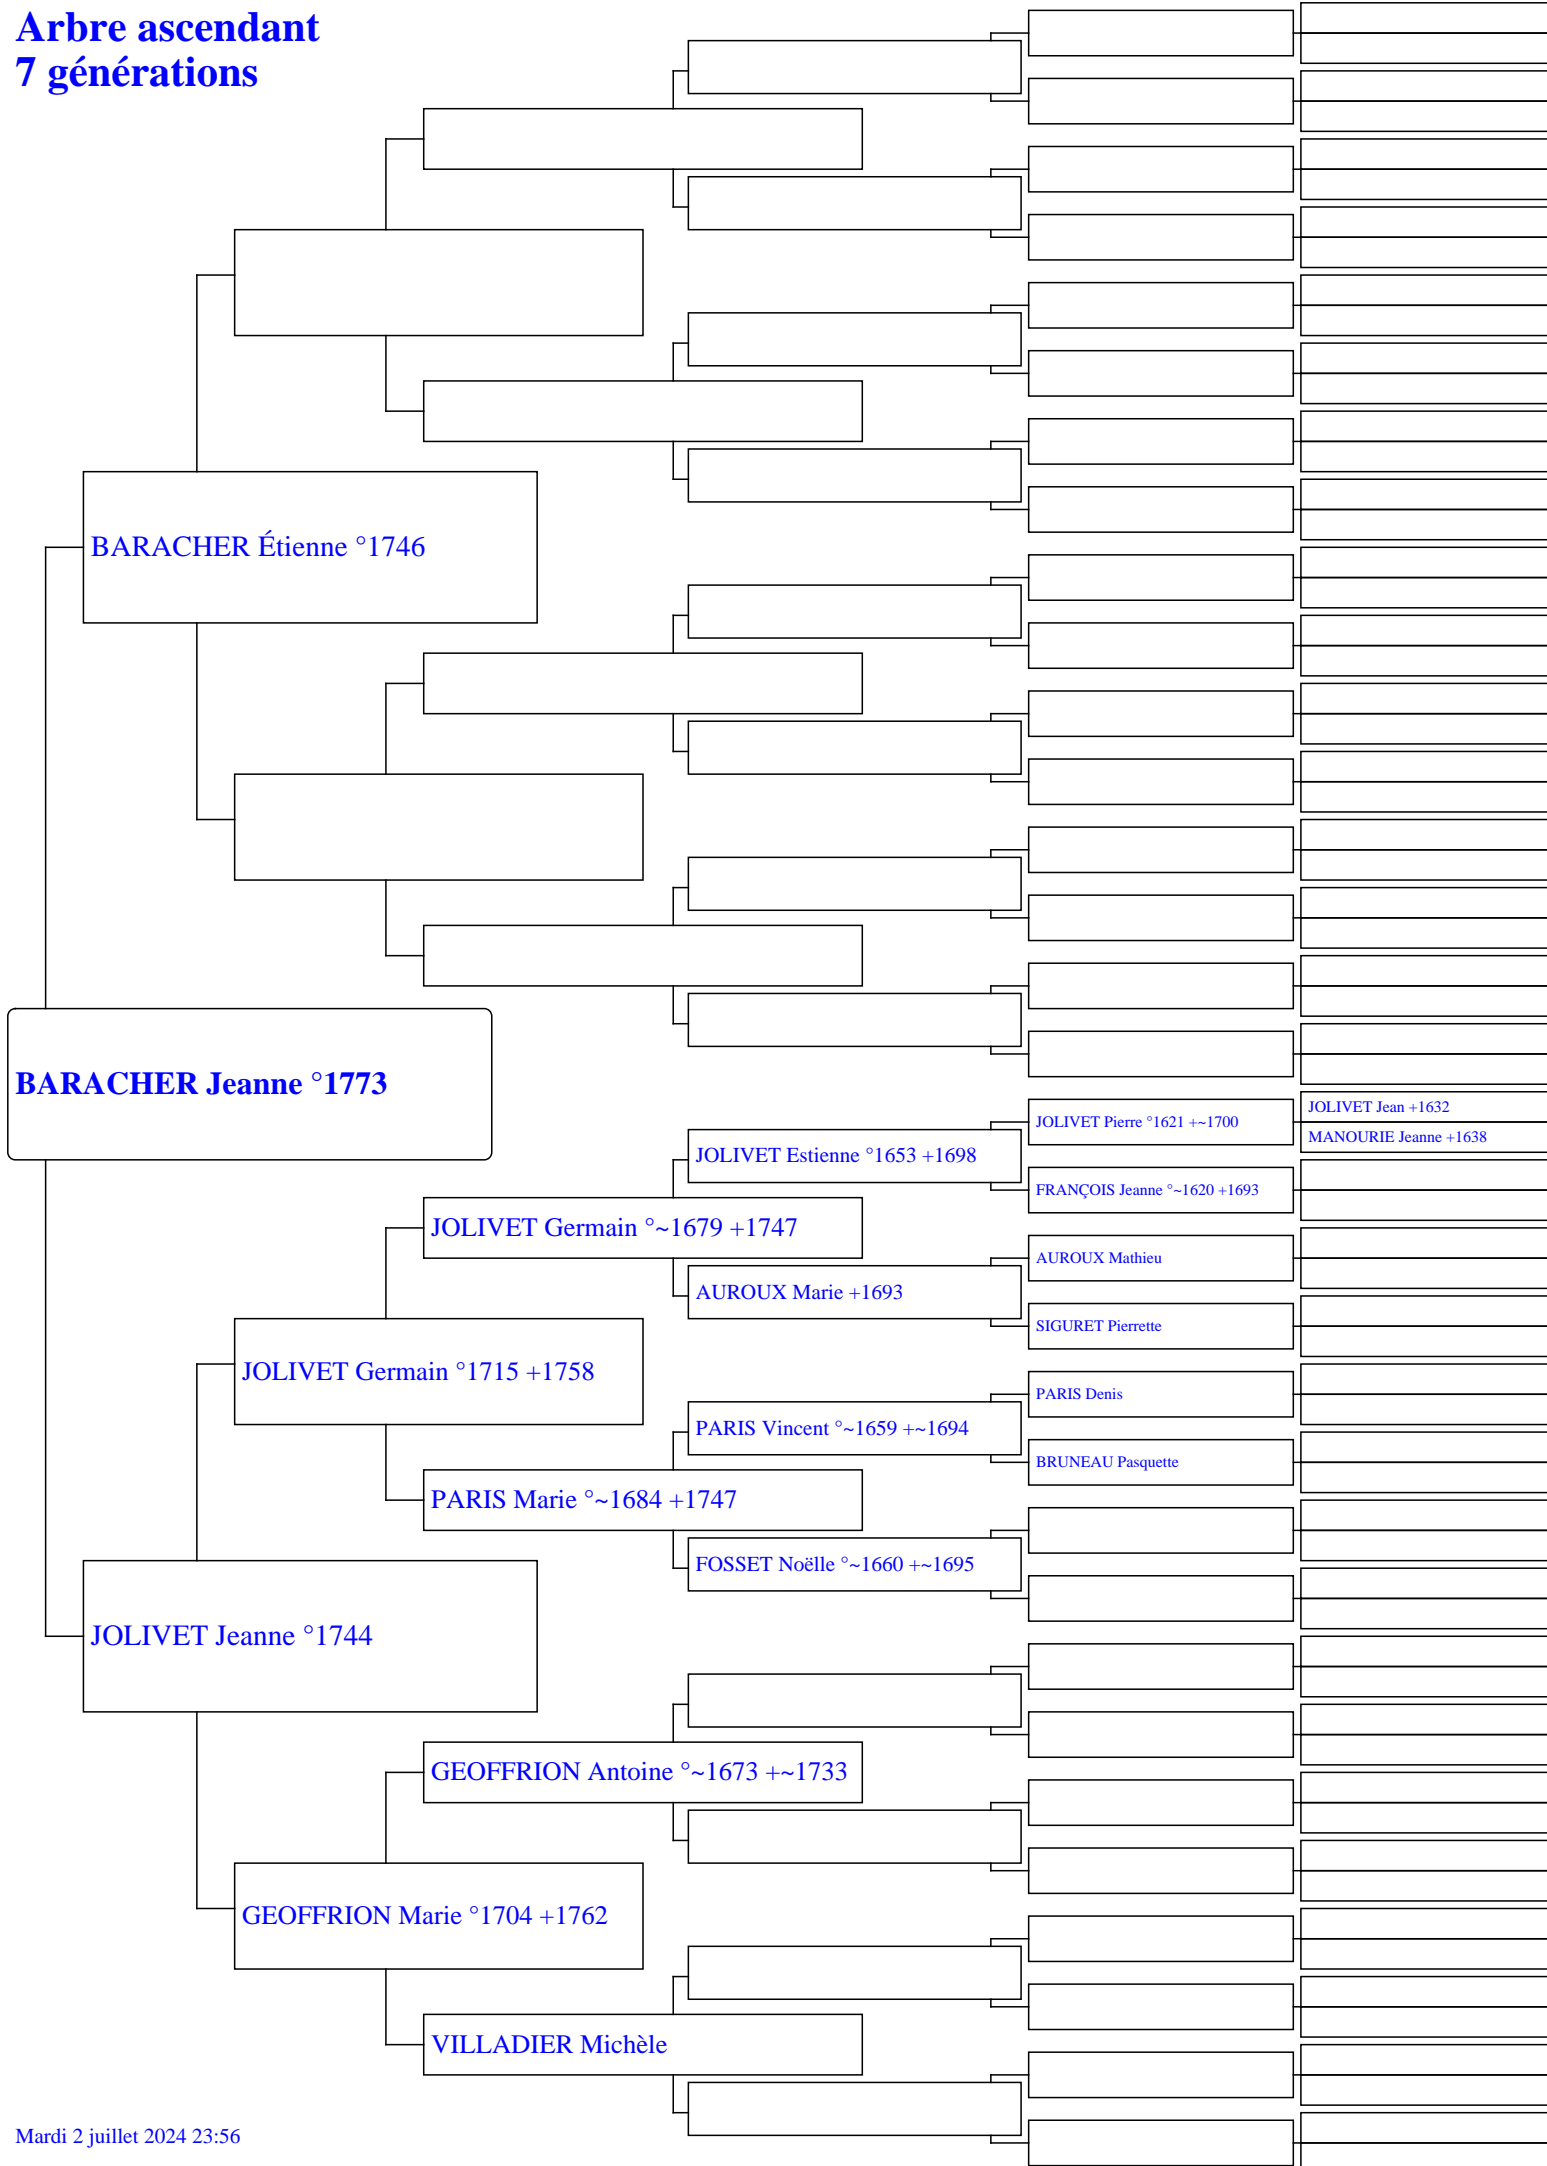 Arbre ascendant
7 générations
BARACHER Étienne °1746
BARACHER Jeanne °1773
JOLIVET Jean +1632
JOLIVET Pierre °1621 +~1700
MANOURIE Jeanne +1638
JOLIVET Estienne °1653 +1698
FRANÇOIS Jeanne °~1620 +1693
JOLIVET Germain °~1679 +1747
AUROUX Mathieu
AUROUX Marie +1693
SIGURET Pierrette
JOLIVET Germain °1715 +1758
PARIS Denis
PARIS Vincent °~1659 +~1694
BRUNEAU Pasquette
PARIS Marie °~1684 +1747
FOSSET Noëlle °~1660 +~1695
JOLIVET Jeanne °1744
GEOFFRION Antoine °~1673 +~1733
GEOFFRION Marie °1704 +1762
VILLADIER Michèle
Mardi 2 juillet 2024 23:56